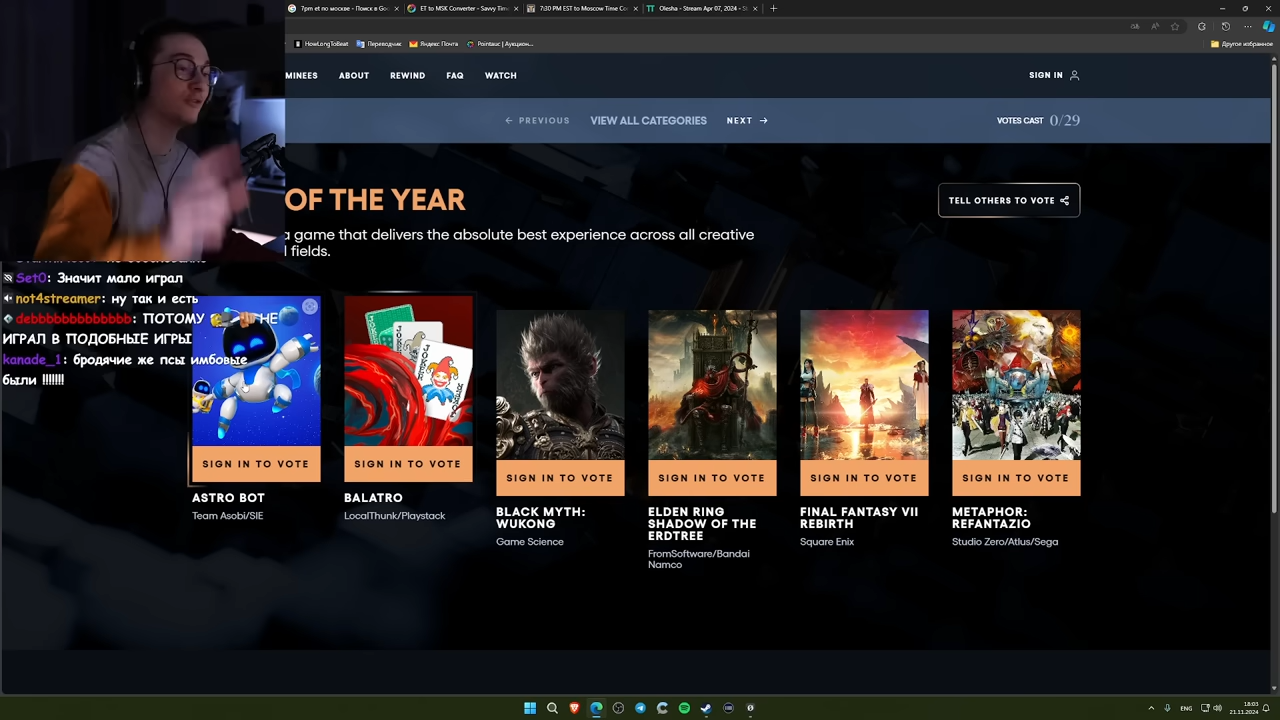 7pm et по москве - Поиск в Goo
ET to MSK Converter - Savvy Time
7:30 PM EST to Moscow Time Co
Olesha - Stream Apr 07, 2024 - S
HowLongToBeat
Переводчик
Яндекс Почта
Pointauc | Аукцион...
Другое избранное
MINEES
ABOUT
REWIND
FAQ
WATCH
SIGN IN
← PREVIOUS
VIEW ALL CATEGORIES
NEXT →
VOTES CAST 0/29
OF THE YEAR
TELL OTHERS TO VOTE
a game that delivers the absolute best experience across all creative
fields.
Set0: Значит мало играл
not4streamer: ну так и есть
debbbbbbbbbbbbb: ПОТОМУ НЕ
ИГРАЛ В ПОДОБНЫЕ ИГРЫ
kanade_1: бродячие же псы имбовые
были !!!!!!!
JOKER
JOKER
SIGN IN TO VOTE
SIGN IN TO VOTE
SIGN IN TO VOTE
SIGN IN TO VOTE
SIGN IN TO VOTE
SIGN IN TO VOTE
ASTRO BOT
Team Asobi/SIE
BALATRO
LocalThunk/Playstack
BLACK MYTH:
WUKONG
Game Science
ELDEN RING
SHADOW OF THE
ERDTREE
FromSoftware/Bandai
Namco
FINAL FANTASY VII
REBIRTH
Square Enix
METAPHOR:
REFANTAZIO
Studio Zero/Atlus/Sega
ENG
18:03
21.11.2024